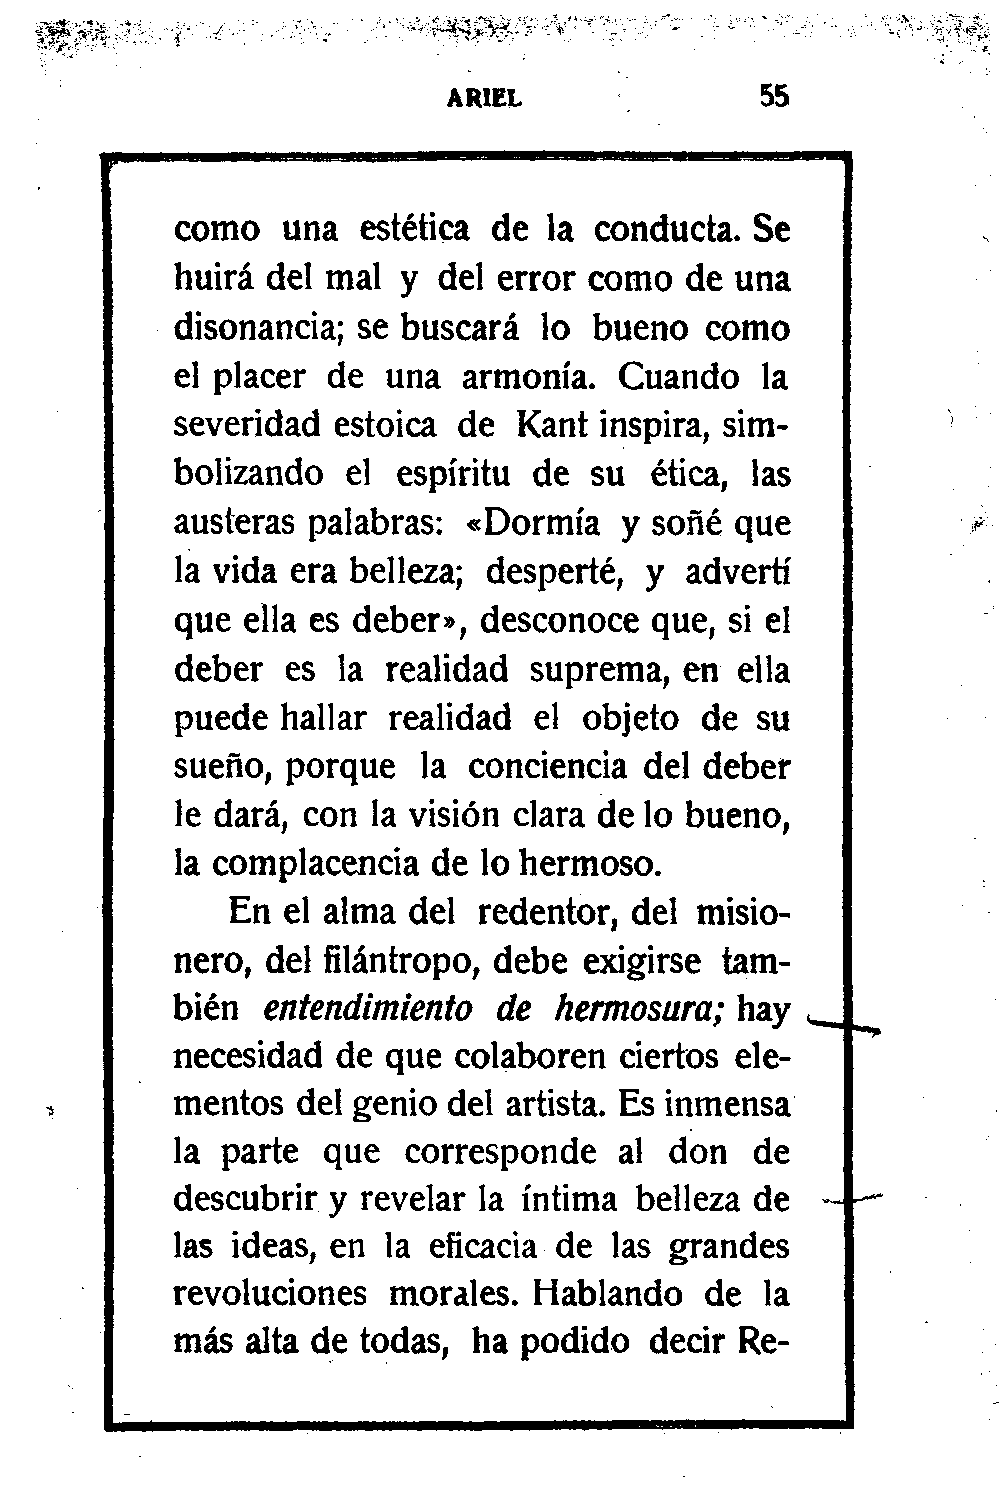 ARIEL 55
como una estética de la conducta. Se
huirá del mal y del error como de una
disonancia; se buscará lo bueno como
el placer de una armonía. Cuando la
severidad estoica de Kant inspira, sim-
bolizando el espíritu de su ética, las
austeras palabras: «Dormía y soñé que
la vida era belleza; desperté, y advertí
que ella es deber», desconoce que, si el
deber es la realidad suprema, en ella
puede hallar realidad el objeto de su
sueño, porque la conciencia del deber
le dará, con la visión clara de lo bueno,
la complacencia de lo hermoso.
En el alma del redentor, del misio-
nero, del filántropo, debe exigirse tam-
bién entendimiento de hermosura; hay
necesidad de que colaboren ciertos ele-
mentos del genio del artista. Es inmensa
la parte que corresponde al don de
descubrir y revelar la íntima belleza de
las ideas, en la eficacia de las grandes
revoluciones morales. Hablando de la
más alta de todas, ha podido decir Re-